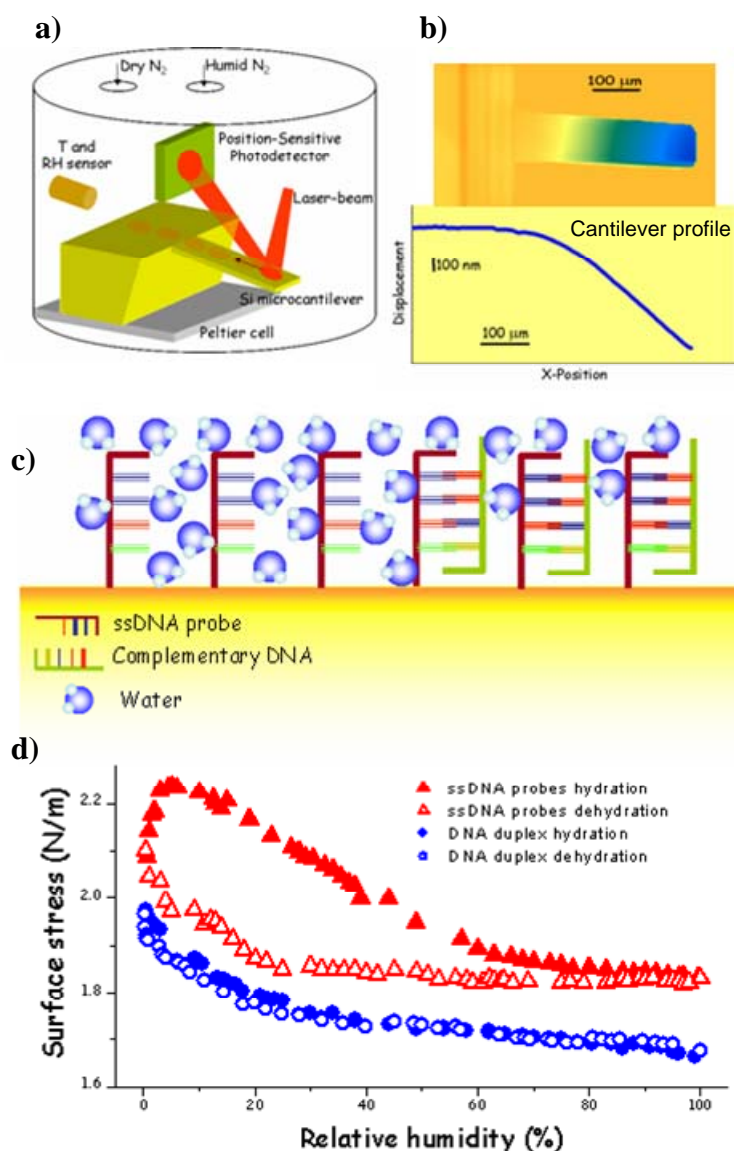 a)
Dry N₂
Humid N₂
Position-Sensitive
Photodetector
T and
RH sensor
Laser-beam
Si microcantilever
Peltier cell
b)
100 μm
Cantilever profile
100 nm
100 μm
Displacement
X-Position
c)
ssDNA probe
Complementary DNA
Water
d)
ssDNA probes hydration
ssDNA probes dehydration
DNA duplex hydration
DNA duplex dehydration
Surface stress (N/m)
2.2
2.0
1.8
1.6
0
20
40
60
80
100
Relative humidity (%)